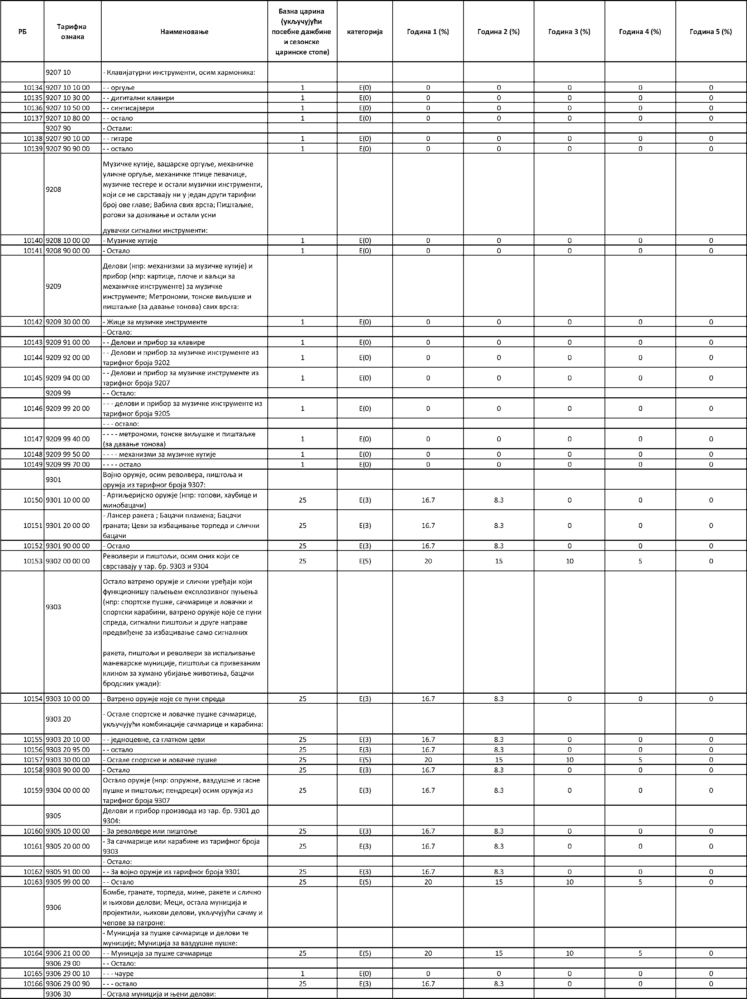 РБ Тарифна ознака Наименовање Базна царина (укључујући посебне дажбине и сезонске царинске стопе) категорија Година 1 (%) Година 2 (%) Година 3 (%) Година 4 (%) Година 5 (%)
9207 10 - Клавијатурни инструменти, осим хармоника:
10134 9207 10 10 00 - - оргуље 1 E(0) 0 0 0 0 0
10135 9207 10 30 00 - - дигитални клавири 1 E(0) 0 0 0 0 0
10136 9207 10 50 00 - - синтисајзери 1 E(0) 0 0 0 0 0
10137 9207 10 80 00 - - остало 1 E(0) 0 0 0 0 0
9207 90 - Остали:
10138 9207 90 10 00 - - гитаре 1 E(0) 0 0 0 0 0
10139 9207 90 90 00 - - остало 1 E(0) 0 0 0 0 0
9208
Музичке кутије, вашарске оргуље, механичке
уличне оргуље, механичке птице певачице,
музичке тестере и остали музички инструменти,
који се не сврставају ни у један други тарифни
број ове главе; Вабила свих врста; Пиштаљке,
рогови за дозивање и остали усни
дувачки сигнални инструменти:
10140 9208 10 00 00 - Музичке кутије 1 E(0) 0 0 0 0 0
10141 9208 90 00 00 - Остало 1 E(0) 0 0 0 0 0
9209
Делови (нпр: механизми за музичке кутије) и
прибор (нпр: картице, плоче и ваљци за
механичке инструменте) за музичке
инструменте; Метрономи, тонске виљушке и
пиштаљке (за давање тонова) свих врста:
10142 9209 30 00 00 - Жице за музичке инструменте 1 E(0) 0 0 0 0 0
- Остало:
10143 9209 91 00 00 - - Делови и прибор за клавире 1 E(0) 0 0 0 0 0
10144 9209 92 00 00 - - Делови и прибор за музичке инструменте из
тарифног броја 9202 1 E(0) 0 0 0 0 0
10145 9209 94 00 00 - - Делови и прибор за музичке инструменте из
тарифног броја 9207 1 E(0) 0 0 0 0 0
9209 99 - - Остало:
10146 9209 99 20 00 - - - делови и прибор за музичке инструменте из
тарифног броја 9205 1 E(0) 0 0 0 0 0
- - - остало:
10147 9209 99 40 00 - - - - метрономи, тонске виљушке и пиштаљке
(за давање тонова) 1 E(0) 0 0 0 0 0
10148 9209 99 50 00 - - - - механизми за музичке кутије 1 E(0) 0 0 0 0 0
10149 9209 99 70 00 - - - - остало 1 E(0) 0 0 0 0 0
9301 Војно оружје, осим револвера, пиштоља и
оружја из тарифног броја 9307:
10150 9301 10 00 00 - Артиљеријско оружје (нпр: топови, хаубице и
минобацачи) 25 E(3) 16.7 8.3 0 0 0
10151 9301 20 00 00 - Лансер ракета ; Бацачи пламена; Бацачи
граната; Цеви за избацивање торпеда и слични
бацачи 25 E(3) 16.7 8.3 0 0 0
10152 9301 90 00 00 - Остало 25 E(3) 16.7 8.3 0 0 0
10153 9302 00 00 00 Револвери и пиштољи, осим оних који се
сврставају у тар. бр. 9303 и 9304 25 E(5) 20 15 10 5 0
9303
Остало ватрено оружје и слични уређаји који
функционишу паљењем експлозивног пуњења
(нпр: спортске пушке, сачмарице и ловачки и
спортски карабини, ватрено оружје које се пуни
спреда, сигнални пиштољи и друге направе
предвиђене за избацивање само сигналних
ракета, пиштољи и револвери за испаљивање
маневарске муниције, пиштољи са привезаним
клином за хумано убијање животиња, бацачи
бродских ужади):
10154 9303 10 00 00 - Ватрено оружје које се пуни спреда 25 E(3) 16.7 8.3 0 0 0
9303 20 - Остале спортске и ловачке пушке сачмарице,
укључујући комбинације сачмарице и карабина:
10155 9303 20 10 00 - - једноцевне, са глатком цеви 25 E(3) 16.7 8.3 0 0 0
10156 9303 20 95 00 - - остало 25 E(3) 16.7 8.3 0 0 0
10157 9303 30 00 00 - Остале спортске и ловачке пушке 25 E(5) 20 15 10 5 0
10158 9303 90 00 00 - Остало 25 E(3) 16.7 8.3 0 0 0
10159 9304 00 00 00 Остало оружје (нпр: опружне, ваздушне и гасне
пушке и пиштољи; пендреци) осим оружја из
тарифног броја 9307 25 E(3) 16.7 8.3 0 0 0
9305 Делови и прибор производа из тар. бр. 9301 до
9304:
10160 9305 10 00 00 - За револвере или пиштоље 25 E(3) 16.7 8.3 0 0 0
10161 9305 20 00 00 - За сачмарице или карабине из тарифног броја
9303 25 E(3) 16.7 8.3 0 0 0
- Остало:
10162 9305 91 00 00 - - За војно оружје из тарифног броја 9301 25 E(3) 16.7 8.3 0 0 0
10163 9305 99 00 00 - - Остало 25 E(5) 20 15 10 5 0
9306
Бомбе, гранате, торпеда, мине, ракете и слично
и њихови делови; Меци, остала муниција и
пројектили, њихови делови, укључујући сачму и
чепове за патроне:
- Муниција за пушке сачмарице и делови те
муниције; Муниција за ваздушне пушке:
10164 9306 21 00 00 - - Муниција за пушке сачмарице 25 E(5) 20 15 10 5 0
9306 29 00 - - Остало:
10165 9306 29 00 10 - - - чауре 1 E(0) 0 0 0 0 0
10166 9306 29 00 90 - - - остало 25 E(3) 16.7 8.3 0 0 0
9306 30 - Остала муниција и њени делови: